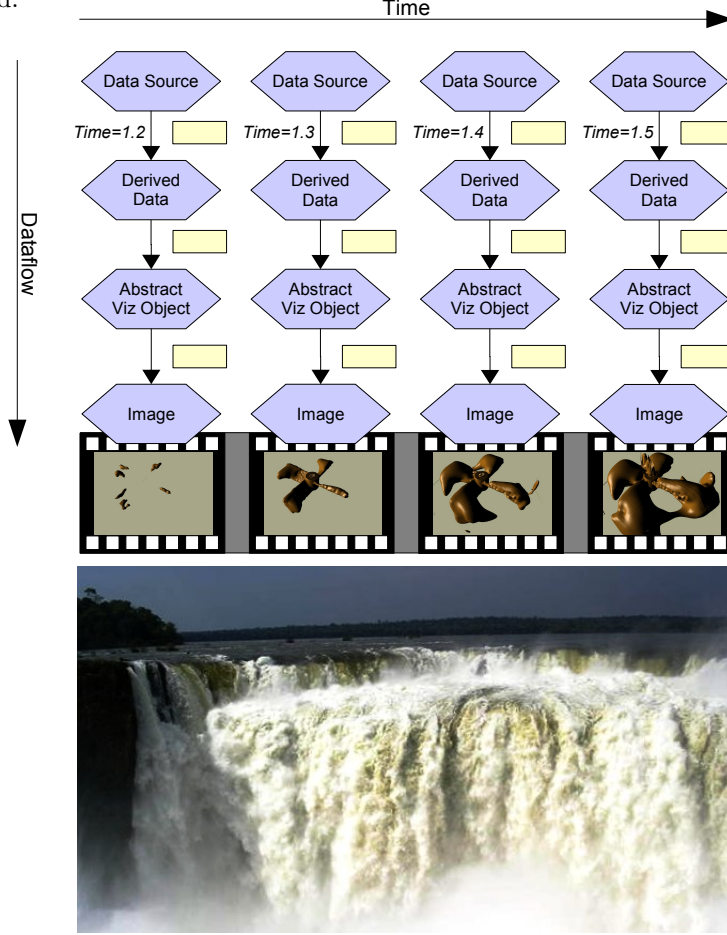 d.
Time
Data Source Data Source Data Source Data Source
Time=1.2 Time=1.3 Time=1.4 Time=1.5
Derived Derived Derived Derived
Data Data Data Data
Dataflow
Abstract Abstract Abstract Abstract
Viz Object Viz Object Viz Object Viz Object
Image Image Image Image